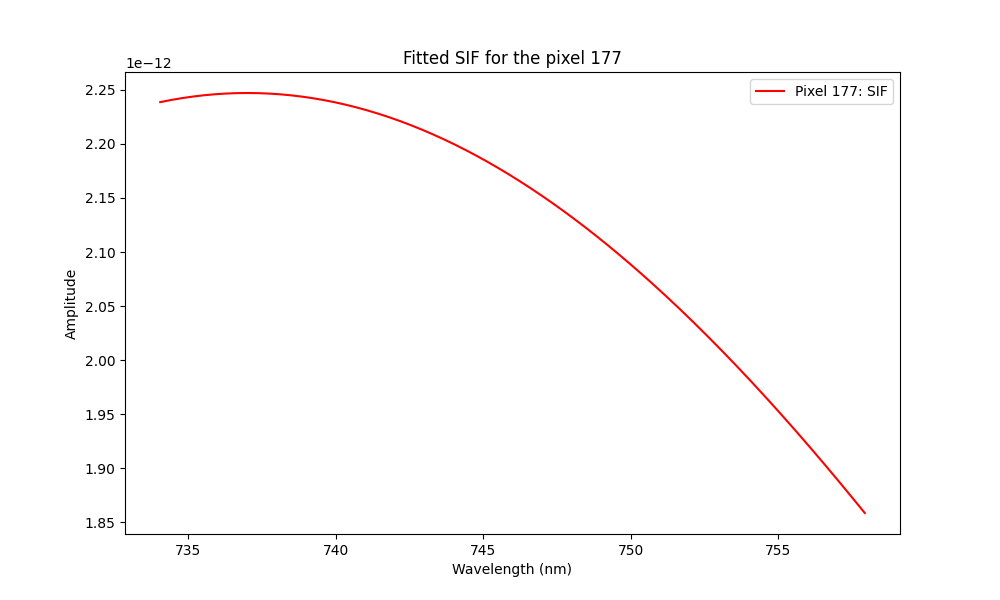 Fitted SIF for the pixel 177
1e−12
Pixel 177: SIF
2.25
2.20
2.15
2.10
2.05
2.00
1.95
1.90
1.85
Amplitude
735 740 745 750 755
Wavelength (nm)